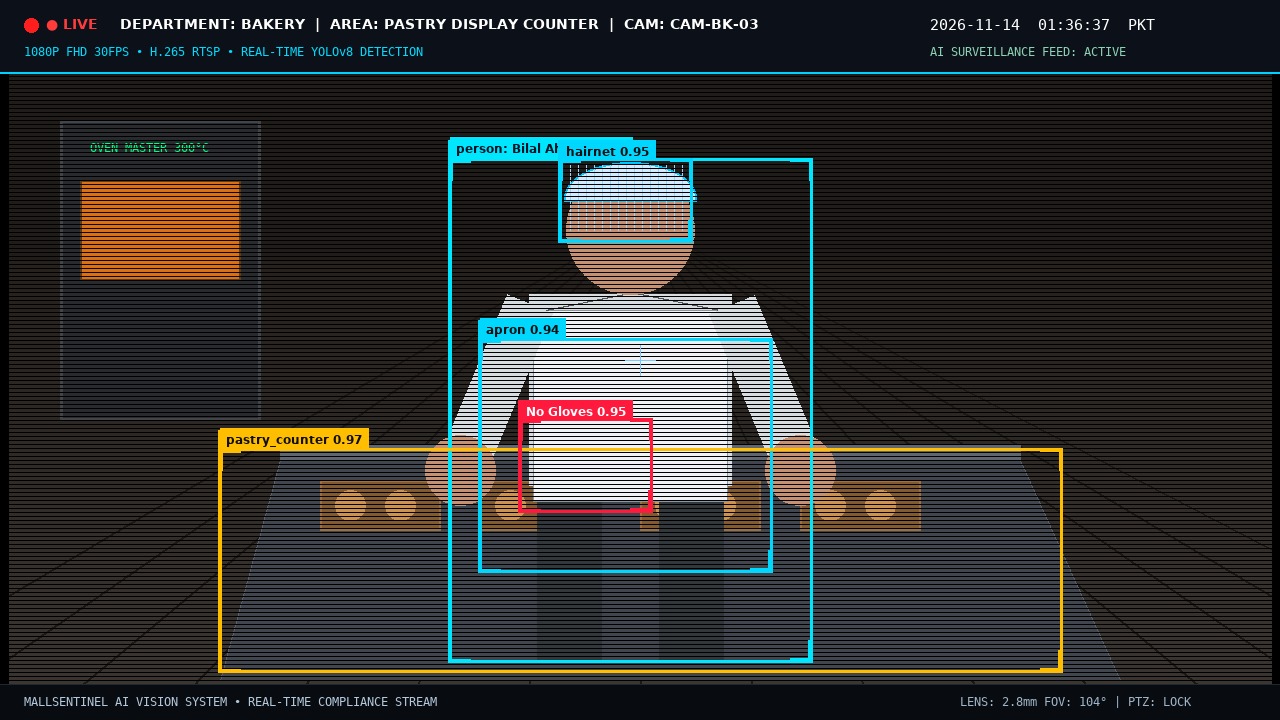 ● LIVE DEPARTMENT: BAKERY | AREA: PASTRY DISPLAY COUNTER | CAM: CAM-BK-03 2026-11-14 01:36:37 PKT
1080P FHD 30FPS • H.265 RTSP • REAL-TIME YOLOv8 DETECTION AI SURVEILLANCE FEED: ACTIVE
OVEN MASTER 300°C
person: Bilal
hairnet 0.95
apron 0.94
No Gloves 0.95
pastry_counter 0.97
MALLSENTINEL AI VISION SYSTEM • REAL-TIME COMPLIANCE STREAM LENS: 2.8mm FOV: 104° | PTZ: LOCK